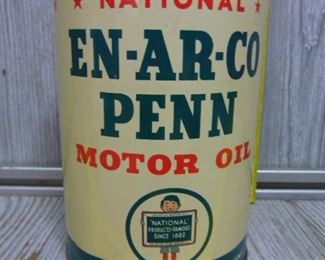 NATIONAL
EN-AR-CO
PENN
MOTOR OIL
"NATIONAL"
PRODUCTS-FAMOUS
SINCE 1882